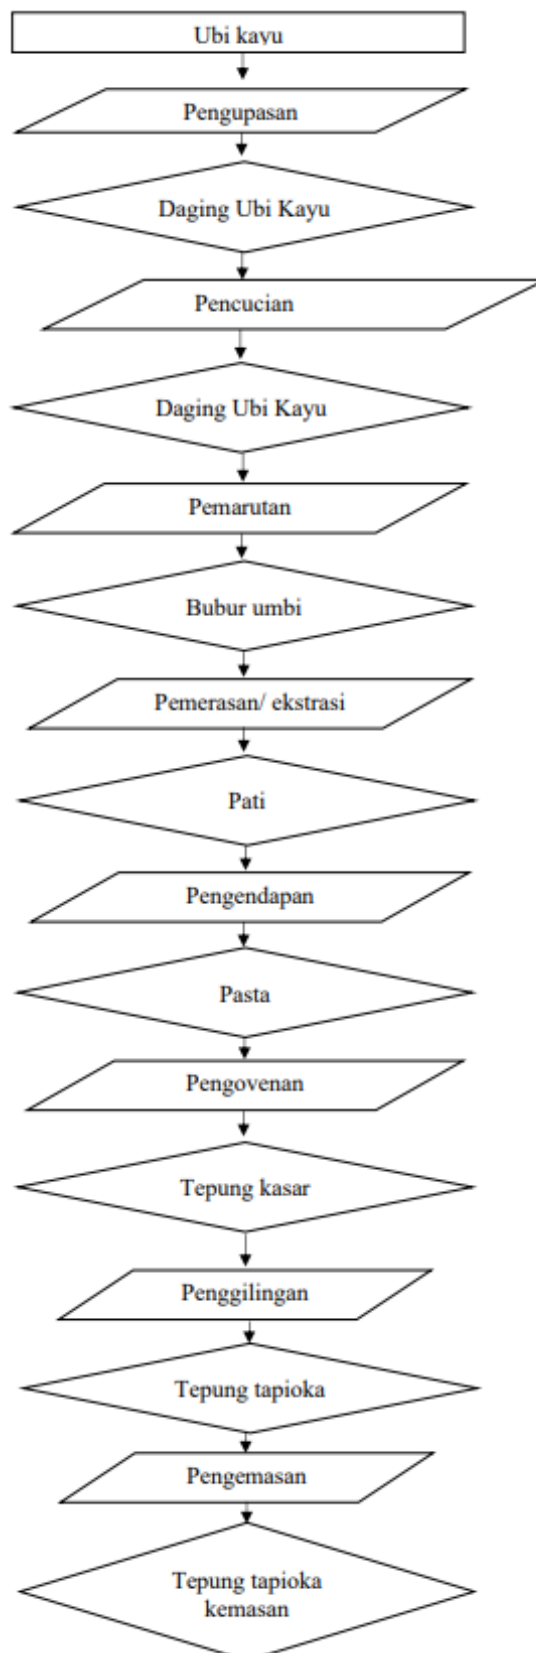 Ubi kayu
Pengupasan
Daging Ubi Kayu
Pencucian
Daging Ubi Kayu
Pemarutan
Bubur umbi
Pemerasan/ ekstrasi
Pati
Pengendapan
Pasta
Pengovenan
Tepung kasar
Penggilingan
Tepung tapioka
Pengemasan
Tepung tapioka
kemasan